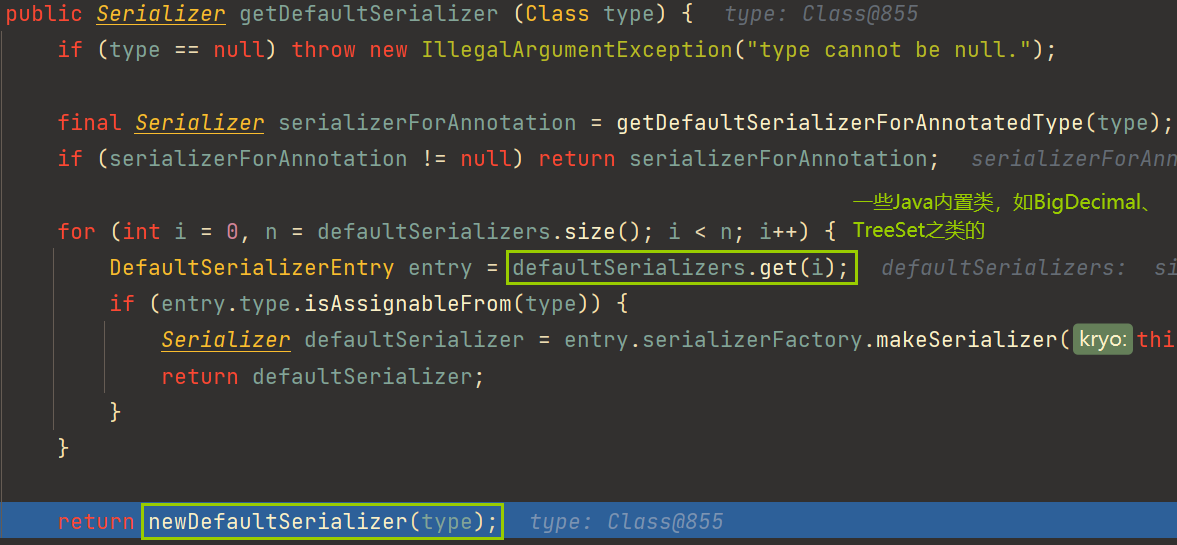 public Serializer getDefaultSerializer (Class type) {   type: Class@855
    if (type == null) throw new IllegalArgumentException("type cannot be null.");
    final Serializer serializerForAnnotation = getDefaultSerializerForAnnotatedType(type);
    if (serializerForAnnotation != null) return serializerForAnnotation;   serializerForAnn
一些Java内置类，如BigDecimal、
TreeSet之类的
    for (int i = 0, n = defaultSerializers.size(); i < n; i++) {
        DefaultSerializerEntry entry = defaultSerializers.get(i);   defaultSerializers:  si
        if (entry.type.isAssignableFrom(type)) {
            Serializer defaultSerializer = entry.serializerFactory.makeSerializer( kryo: thi
            return defaultSerializer;
        }
    }
    return newDefaultSerializer(type);   type: Class@855